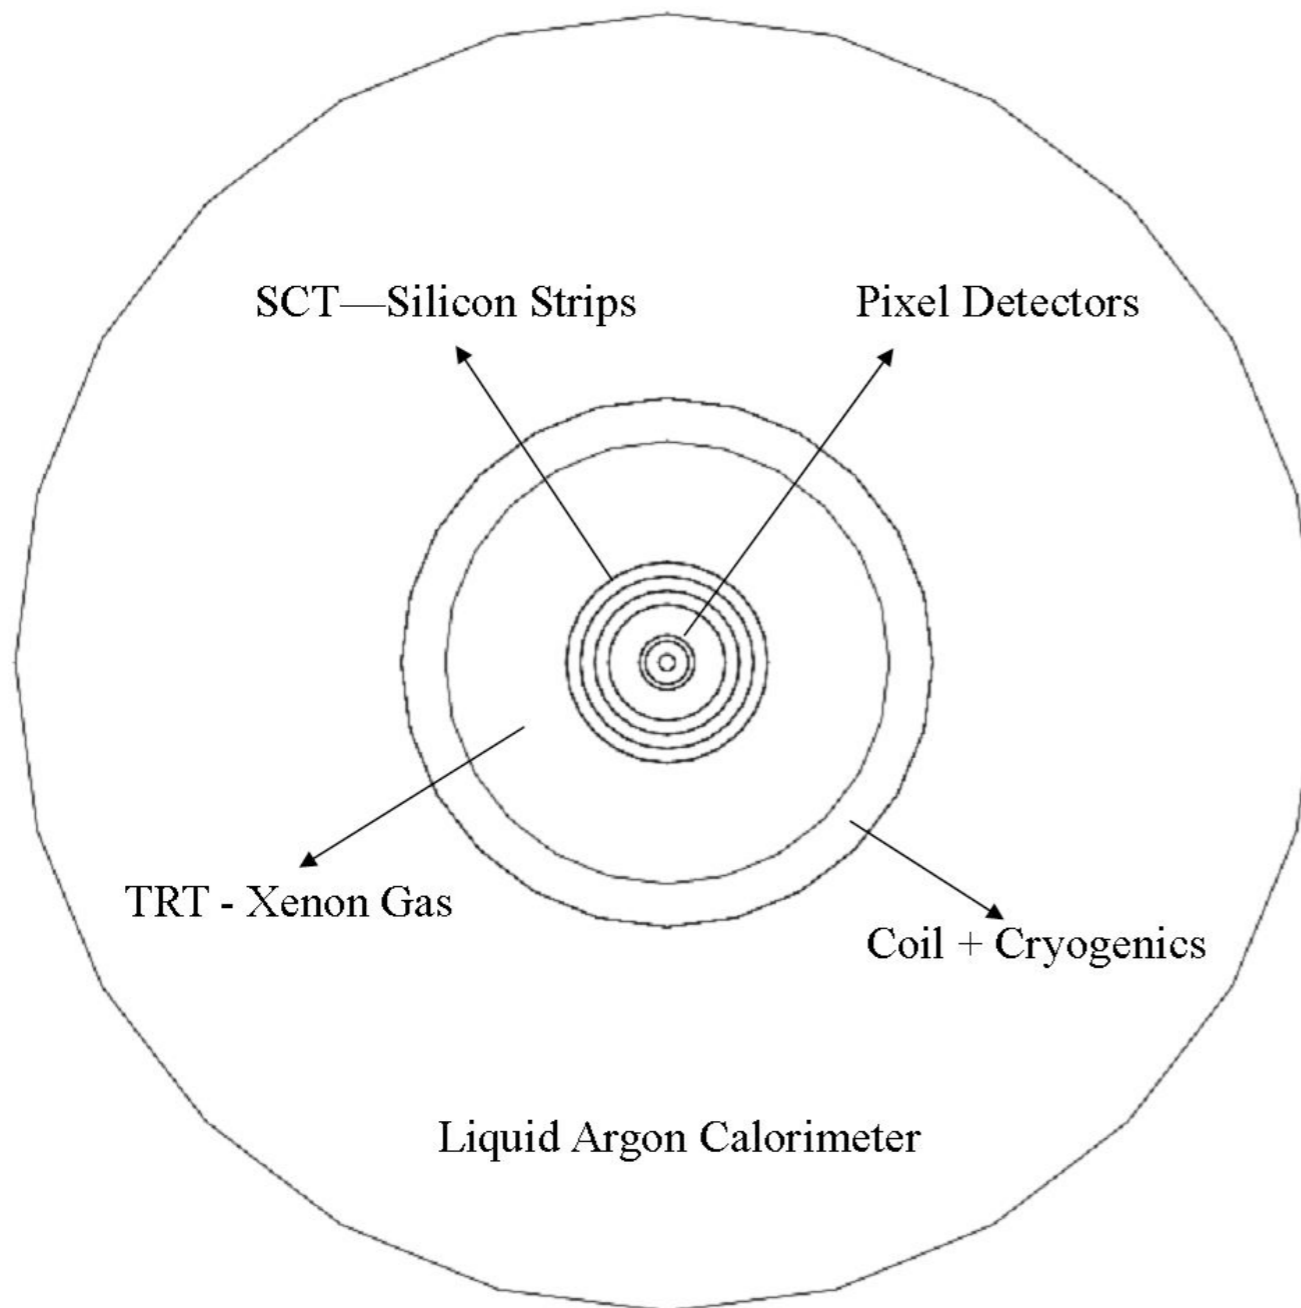 SCT—Silicon Strips
Pixel Detectors
TRT - Xenon Gas
Coil + Cryogenics
Liquid Argon Calorimeter